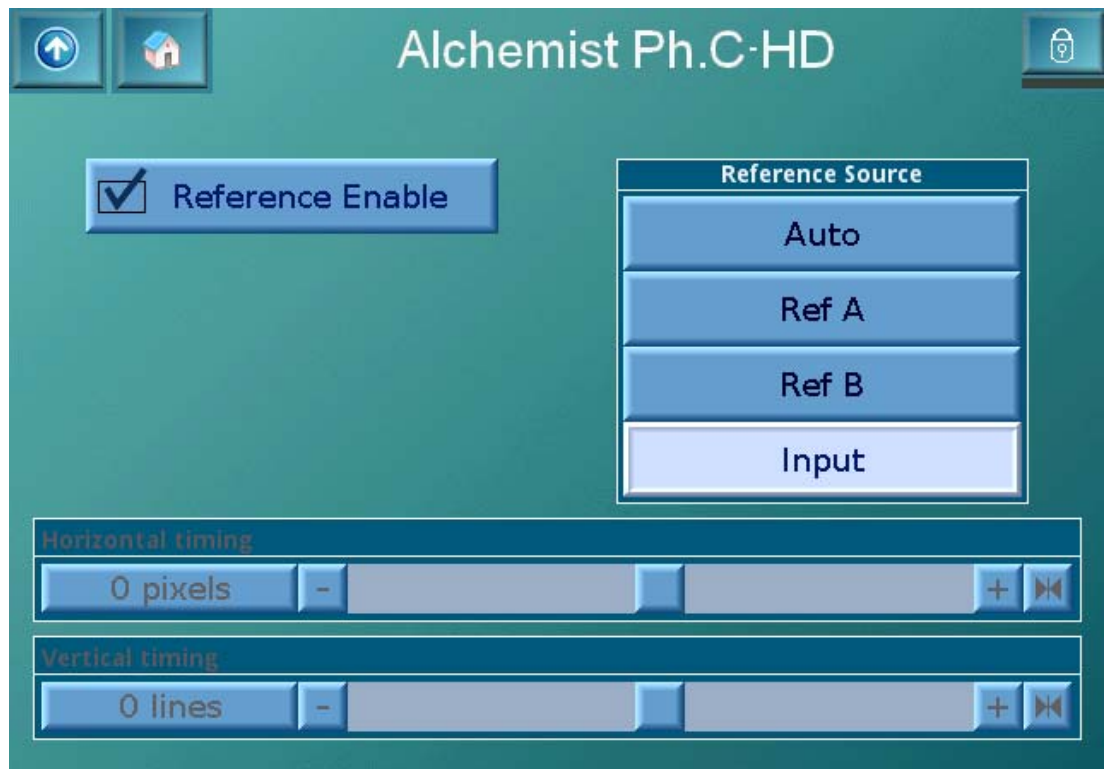 Alchemist Ph.C-HD
Reference Enable
Reference Source
Auto
Ref A
Ref B
Input
Horizontal timing
0 pixels - +
Vertical timing
0 lines - +